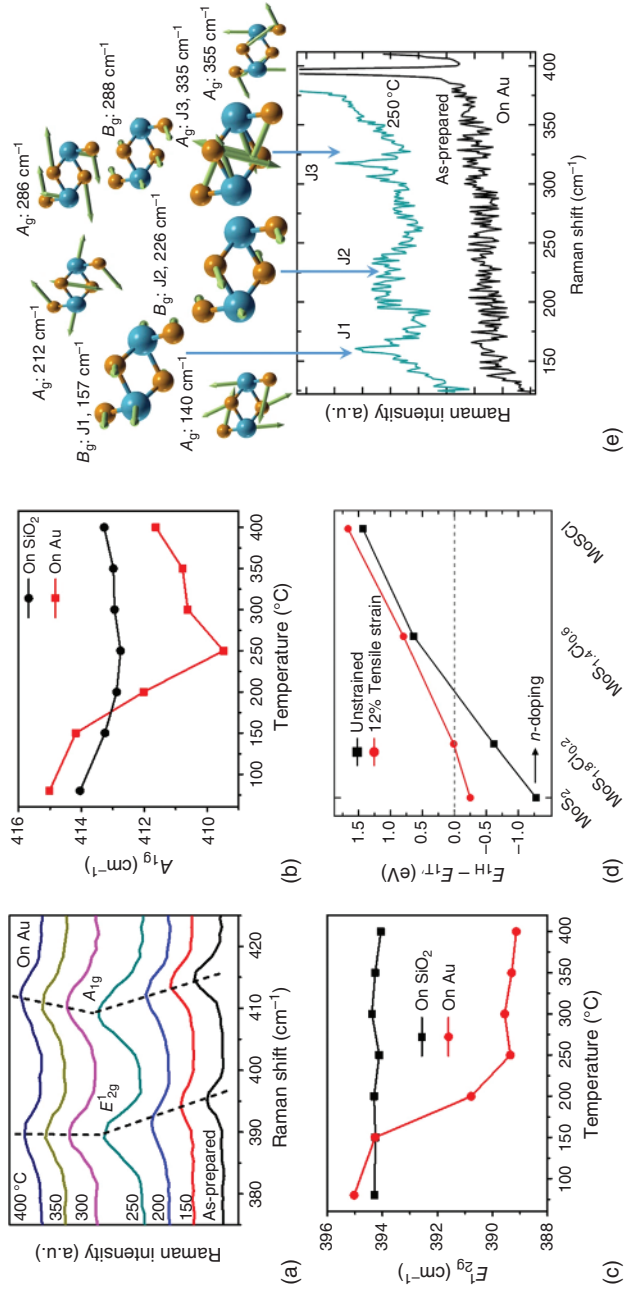 On Au
400 °C
350
300
250
200
150
As-prepared
E¹₂g
A₁g
380 390 400 410 420
Raman shift (cm⁻¹)
Raman intensity (a.u.)
(a)
On SiO₂
On Au
416
414
412
410
100 150 200 250 300 350 400
Temperature (°C)
A₁g (cm⁻¹)
(b)
396
394
392
390
388
On SiO₂
On Au
100 150 200 250 300 350 400
Temperature (°C)
E¹₂g (cm⁻¹)
(c)
1.5
1.0
0.5
0.0
−0.5
−1.0
Unstrained
12% Tensile strain
n-doping
MoS₂ MoS₁.₈Cl₀.₂ MoS₁.₄Cl₀.₆ MoSCl
E₁H − E₁T′ (eV)
(d)
Ag: 212 cm⁻¹
Ag: 286 cm⁻¹
Bg: 288 cm⁻¹
Bg: J1, 157 cm⁻¹
Bg: J2, 226 cm⁻¹
Ag: J3, 335 cm⁻¹
Ag: 140 cm⁻¹
Ag: 355 cm⁻¹
J1
J2
J3
250 °C
As-prepared
On Au
150 200 250 300 350 400
Raman shift (cm⁻¹)
Raman intensity (a.u.)
(e)